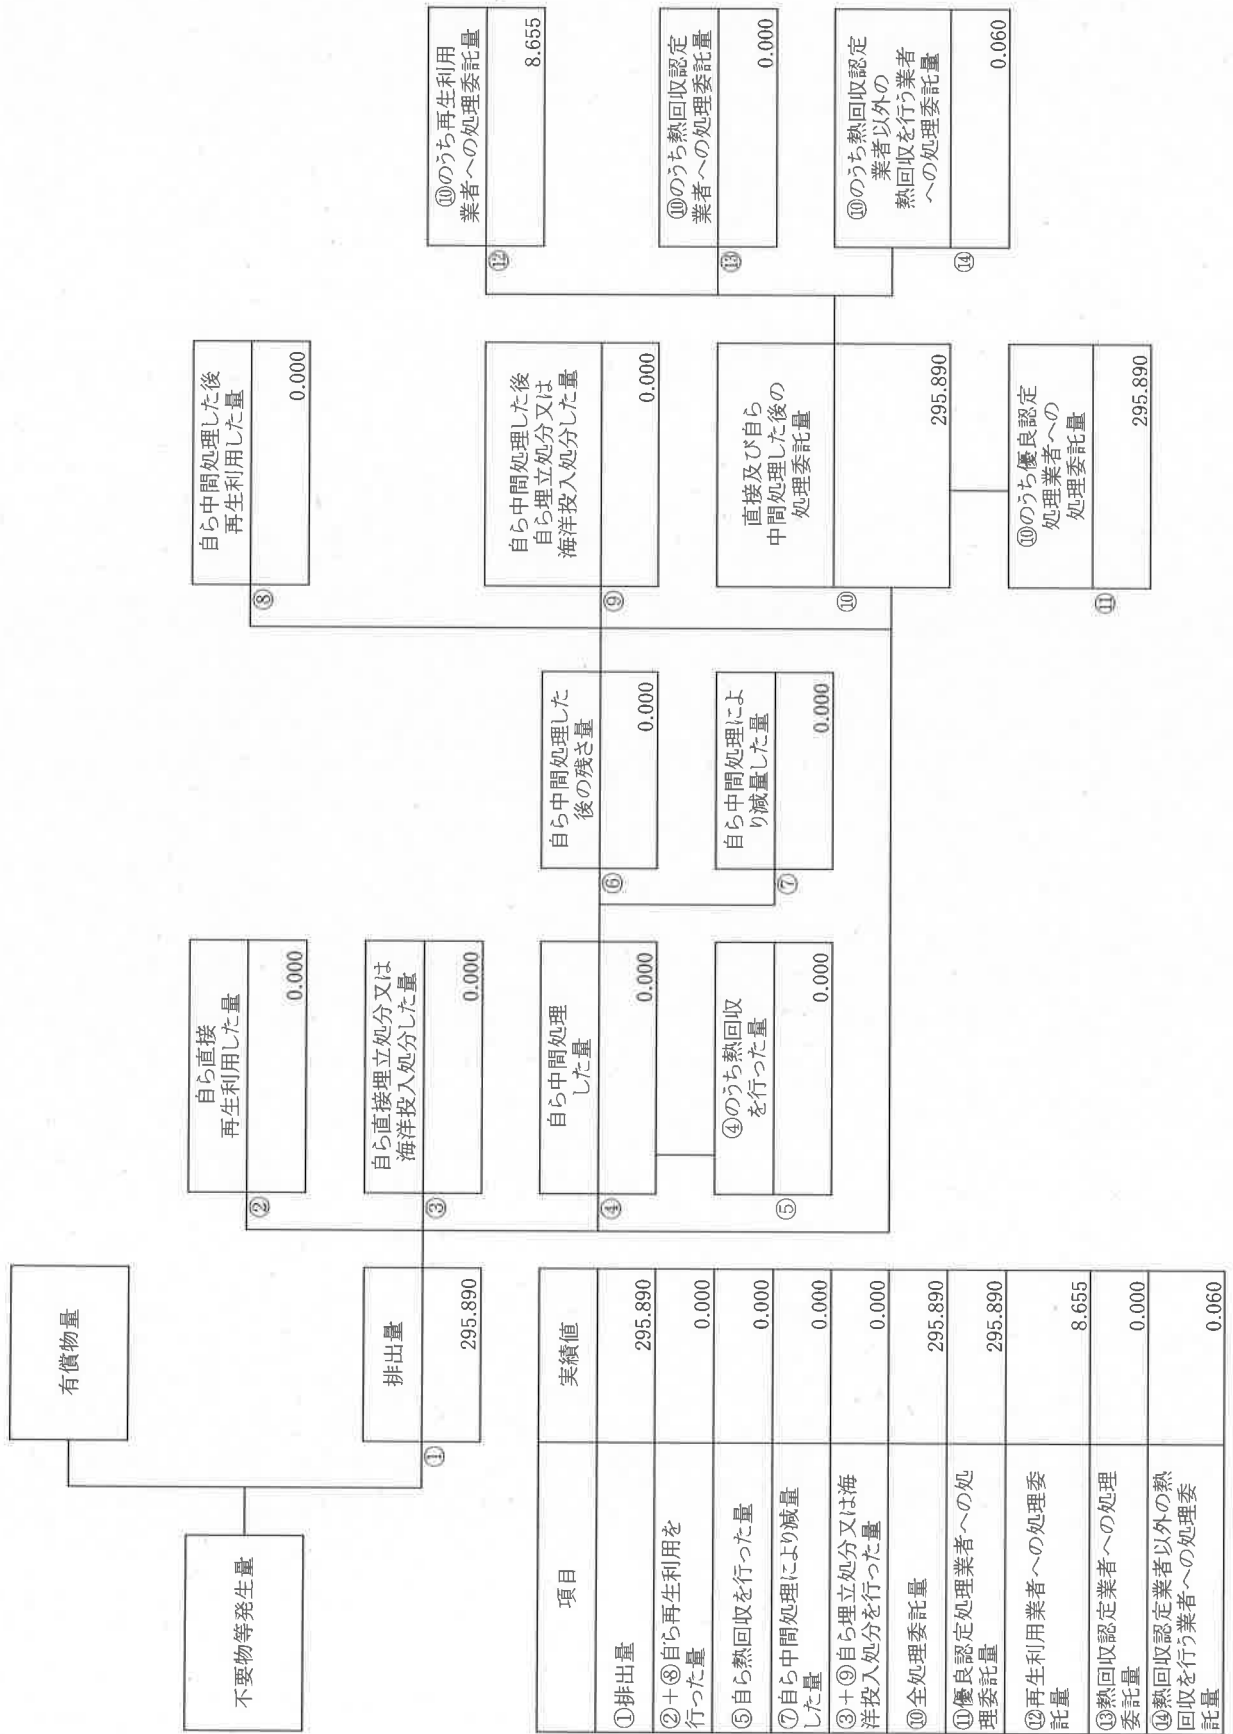 有償物量
不要物等発生量
排出量
①
295.890
自ら直接
再生利用した量
②
0.000
自ら直接埋立処分又は
海洋投入処分した量
③
0.000
自ら中間処理
した量
④
0.000
④のうち熱回収
を行った量
⑤
0.000
自ら中間処理した
後の残さ量
⑥
0.000
自ら中間処理によ
り減量した量
⑦
0.000
自ら中間処理した後
再生利用した量
⑧
0.000
自ら中間処理した後
自ら埋立処分又は
海洋投入処分した量
⑨
0.000
直接及び自ら
中間処理した後の
処理委託量
⑩
295.890
⑩のうち優良認定
処理業者への
処理委託量
⑪
295.890
⑩のうち再生利用
業者への処理委託量
⑫
8.655
⑩のうち熱回収認定
業者への処理委託量
⑬
0.000
⑩のうち熱回収認定
業者以外の
熱回収を行う業者
への処理委託量
⑭
0.060
項目 実績値
①排出量 295.890
②+⑧自ら再生利用を
行った量 0.000
⑤自ら熱回収を行った量 0.000
⑦自ら中間処理により減量
した量 0.000
③+⑨自ら埋立処分又は海
洋投入処分を行った量 0.000
⑩全処理委託量 295.890
⑪優良認定処理業者への処
理委託量 295.890
⑫再生利用業者への処理委
託量 8.655
⑬熱回収認定業者への処理
委託量 0.000
⑭熱回収認定業者以外の熱
回収を行う業者への処理委
託量 0.060